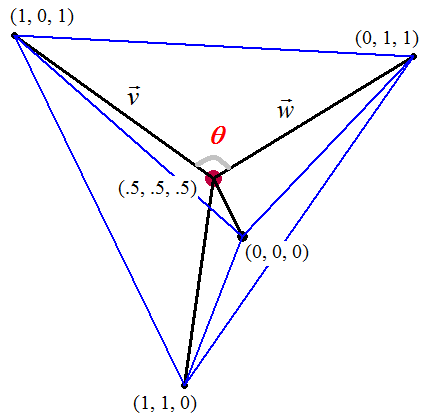 (1, 0, 1)
(0, 1, 1)
v⃗
w⃗
θ
(.5, .5, .5)
(0, 0, 0)
(1, 1, 0)